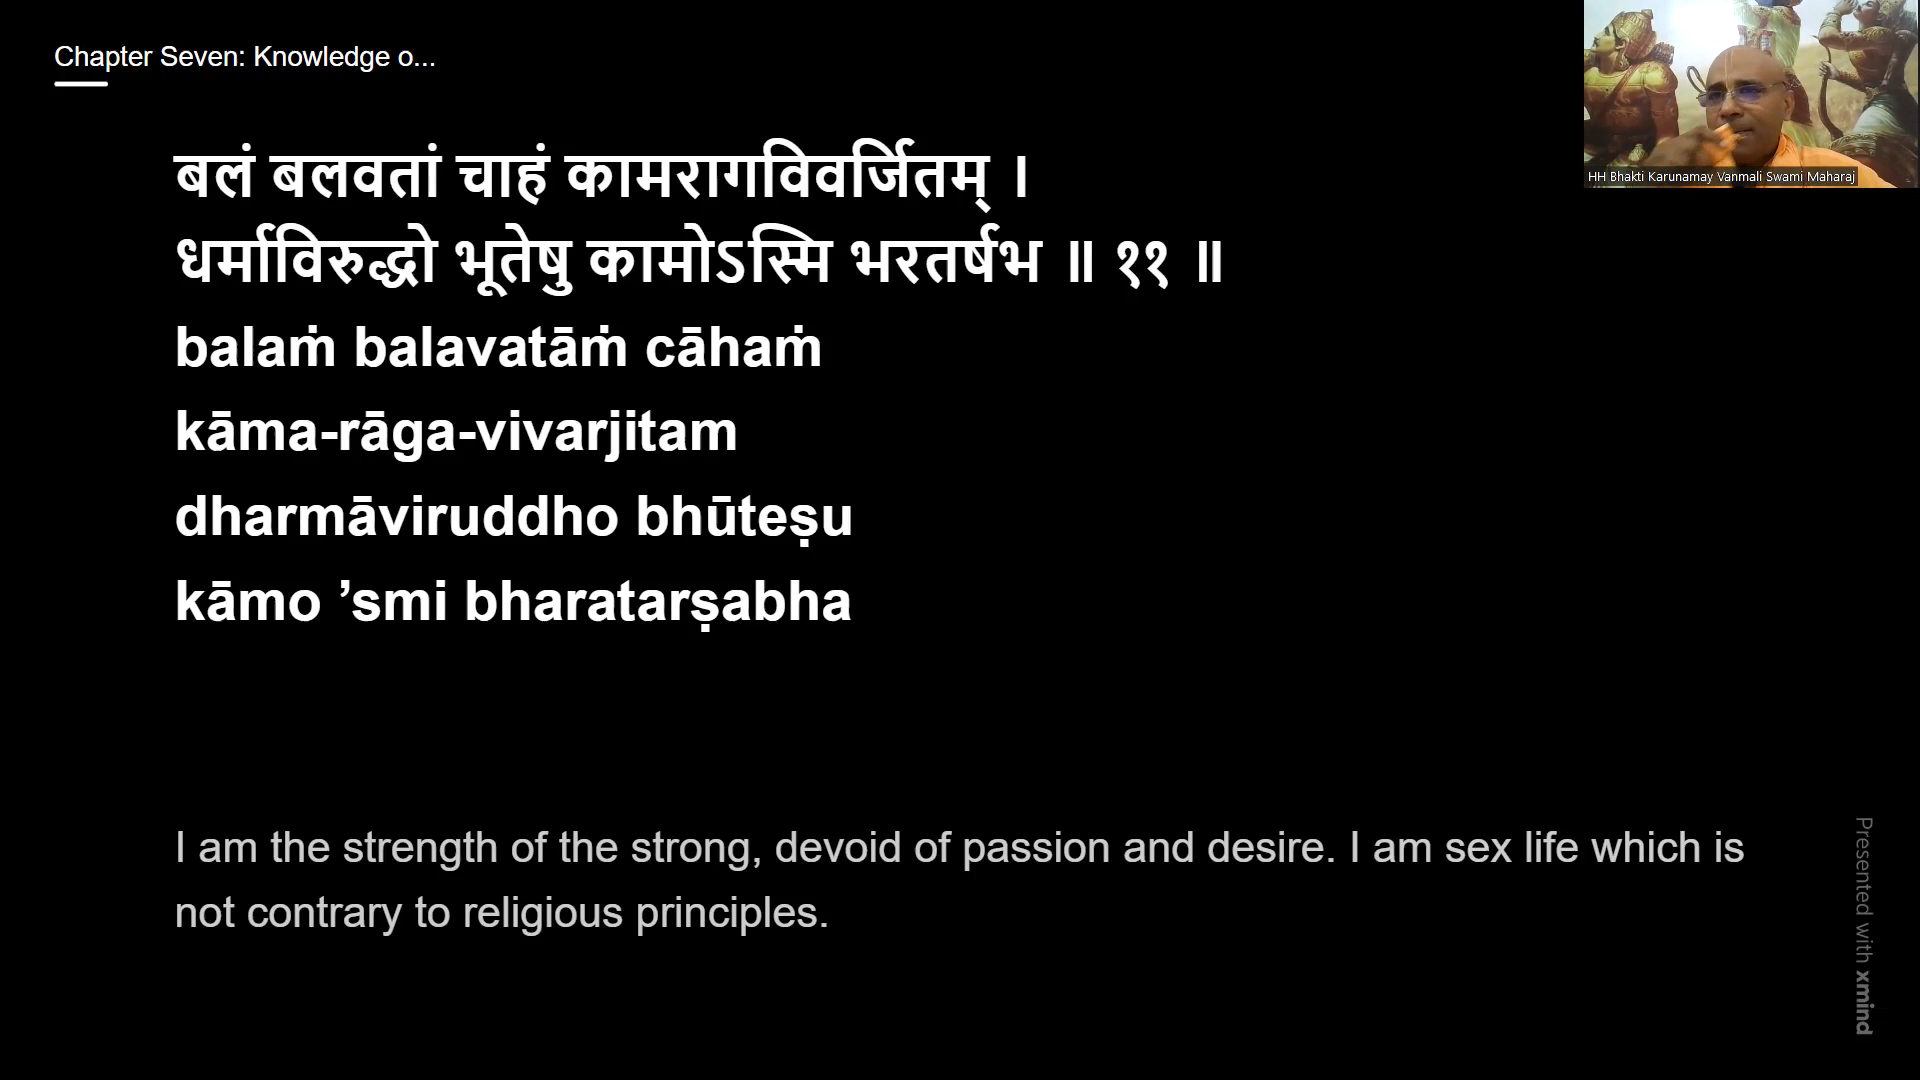 Chapter Seven: Knowledge o...
HH Bhakti Karunamay Vanmali Swami Maharaj
बलं बलवतां चाहं कामरागविवर्जितम् ।
धर्माविरुद्धो भूतेषु कामोऽस्मि भरतर्षभ ॥ ११ ॥
balaṁ balavatāṁ cāhaṁ
kāma-rāga-vivarjitam
dharmāviruddho bhūteṣu
kāmo ’smi bharatarṣabha
I am the strength of the strong, devoid of passion and desire. I am sex life which is
not contrary to religious principles.
Presented with xmind